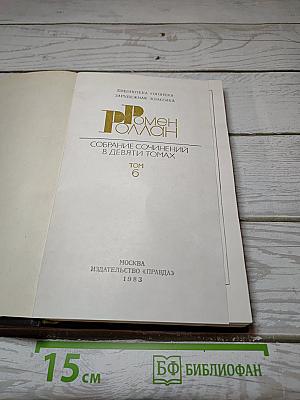 БИБЛИОТЕКА «ОГОНЕК»
ЗАРУБЕЖНАЯ КЛАССИКА
Ромен
Роллан
СОБРАНИЕ СОЧИНЕНИЙ
В ДЕВЯТИ ТОМАХ
ТОМ
6
МОСКВА
ИЗДАТЕЛЬСТВО «ПРАВДА»
1983
15 см
БФ БИБЛИОФАН